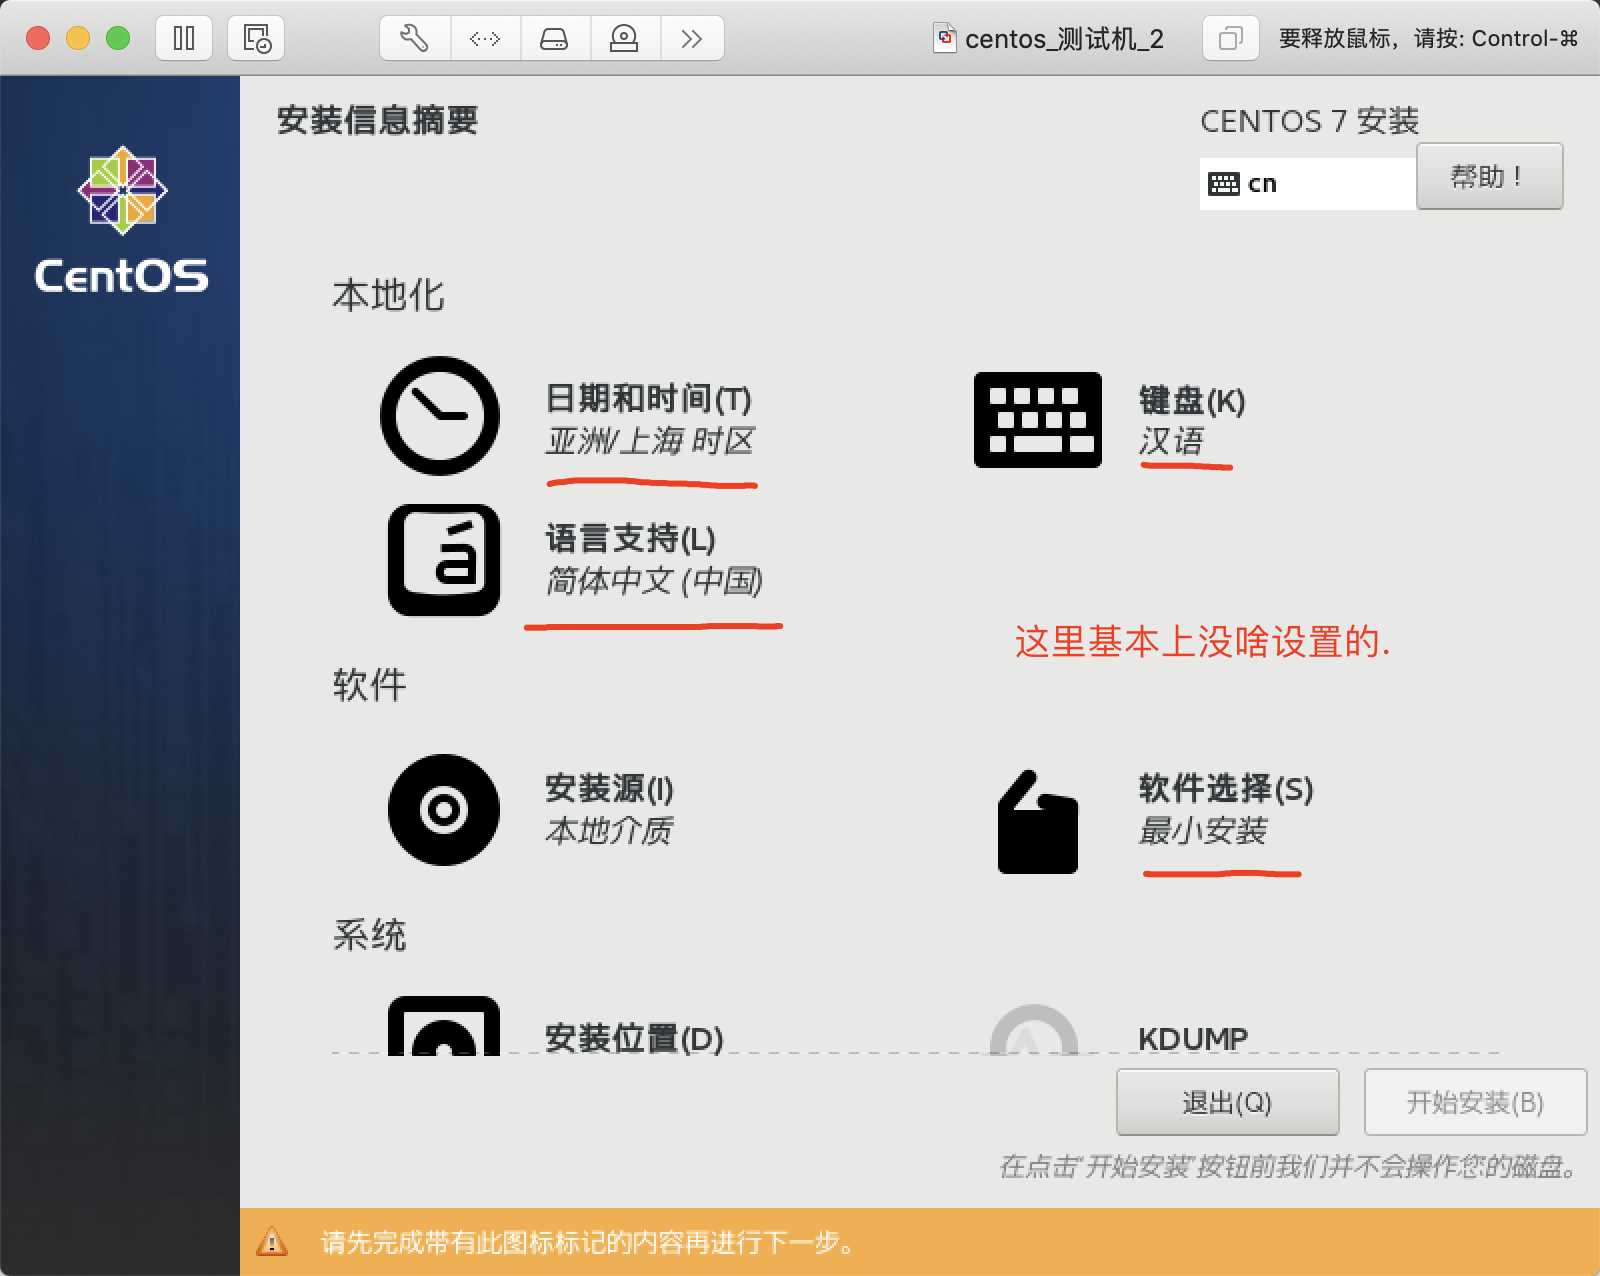 centos_测试机_2
要释放鼠标，请按: Control-⌘
CentOS
安装信息摘要
CENTOS 7 安装
cn
帮助！
本地化
日期和时间(T)
亚洲/上海 时区
键盘(K)
汉语
á
语言支持(L)
简体中文 (中国)
这里基本上没啥设置的.
软件
安装源(I)
本地介质
软件选择(S)
最小安装
系统
安装位置(D)
KDUMP
退出(Q)
开始安装(B)
在点击“开始安装”按钮前我们并不会操作您的磁盘。
请先完成带有此图标标记的内容再进行下一步。